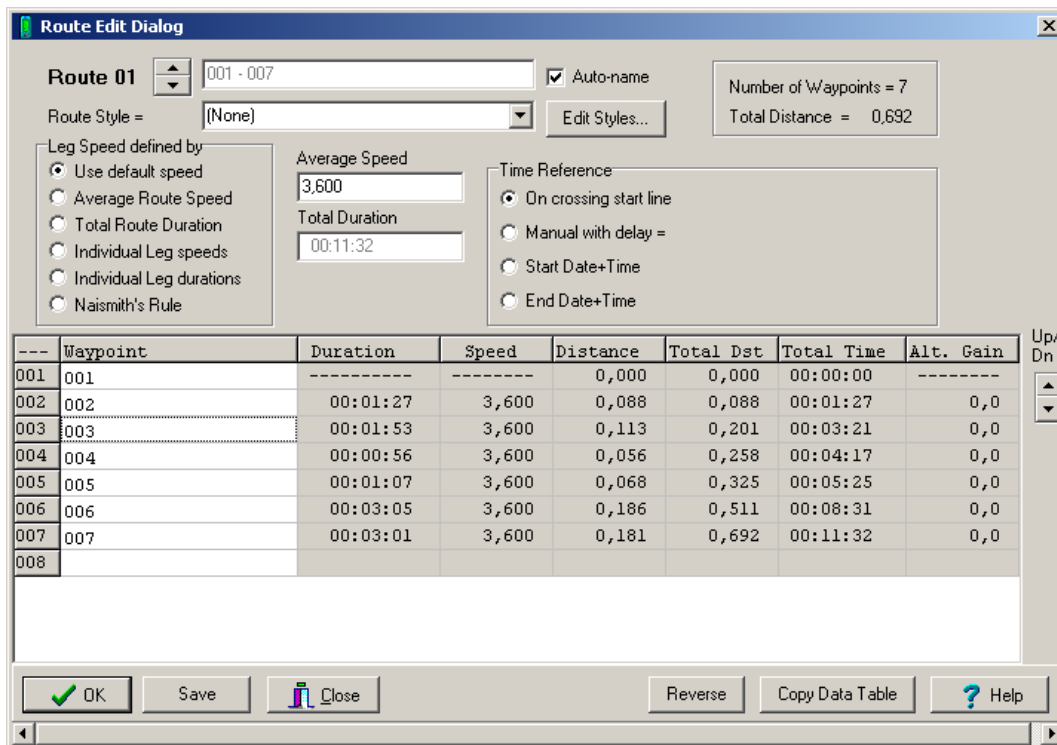 Route Edit Dialog
Route 01 001 - 007 Auto-name
Number of Waypoints = 7
Route Style = (None) Edit Styles...
Total Distance = 0,692
Leg Speed defined by
Use default speed
Average Route Speed
Total Route Duration
Individual Leg speeds
Individual Leg durations
Naismith's Rule
Average Speed
3,600
Total Duration
00:11:32
Time Reference
On crossing start line
Manual with delay =
Start Date+Time
End Date+Time
--- Waypoint Duration Speed Distance Total Dst Total Time Alt. Gain
001 001 ---------- -------- 0,000 0,000 00:00:00 --------
002 002 00:01:27 3,600 0,088 0,088 00:01:27 0,0
003 003 00:01:53 3,600 0,113 0,201 00:03:21 0,0
004 004 00:00:56 3,600 0,056 0,258 00:04:17 0,0
005 005 00:01:07 3,600 0,068 0,325 00:05:25 0,0
006 006 00:03:05 3,600 0,186 0,511 00:08:31 0,0
007 007 00:03:01 3,600 0,181 0,692 00:11:32 0,0
008
Up/
Dn
OK Save Close Reverse Copy Data Table Help